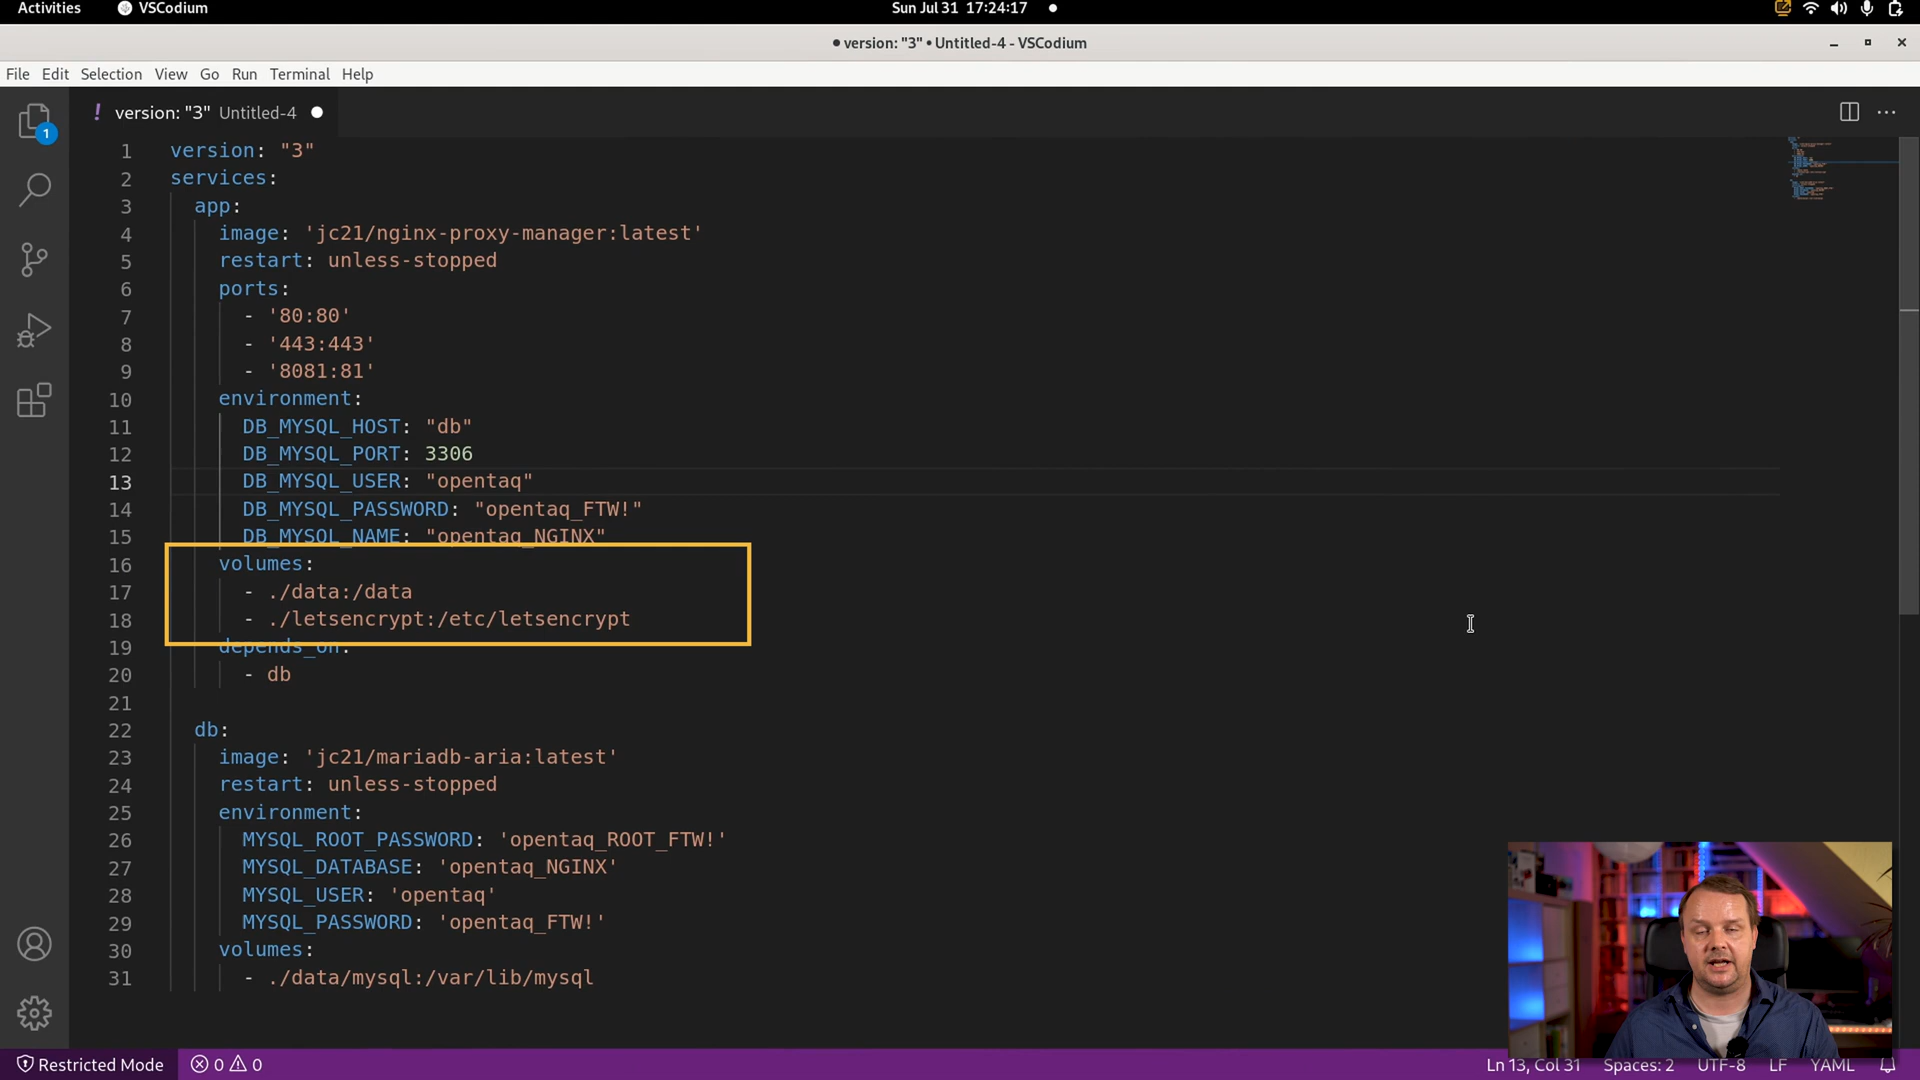 Activities VSCodium Sun Jul 31 17:24:17
version: "3" • Untitled-4 - VSCodium
File Edit Selection View Go Run Terminal Help
! version: "3" Untitled-4
1
1 version: "3"
2 services:
3 app:
4 image: 'jc21/nginx-proxy-manager:latest'
5 restart: unless-stopped
6 ports:
7 - '80:80'
8 - '443:443'
9 - '8081:81'
10 environment:
11 DB_MYSQL_HOST: "db"
12 DB_MYSQL_PORT: 3306
13 DB_MYSQL_USER: "opentaq"
14 DB_MYSQL_PASSWORD: "opentaq_FTW!"
15 DB_MYSQL_NAME: "opentaq_NGINX"
16 volumes:
17 - ./data:/data
18 - ./letsencrypt:/etc/letsencrypt
19 depends_on:
20 - db
21
22 db:
23 image: 'jc21/mariadb-aria:latest'
24 restart: unless-stopped
25 environment:
26 MYSQL_ROOT_PASSWORD: 'opentaq_ROOT_FTW!'
27 MYSQL_DATABASE: 'opentaq_NGINX'
28 MYSQL_USER: 'opentaq'
29 MYSQL_PASSWORD: 'opentaq_FTW!'
30 volumes:
31 - ./data/mysql:/var/lib/mysql
Restricted Mode 0 0 Ln 13, Col 31 Spaces: 2 UTF-8 LF YAML